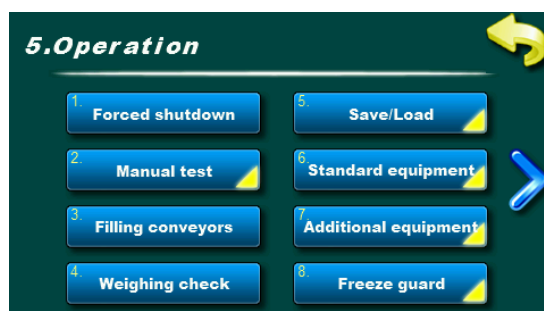 5.Operation
1.
Forced shutdown
2.
Manual test
3.
Filling conveyors
4.
Weighing check
5.
Save/Load
6.
Standard equipment
7.
Additional equipment
8.
Freeze guard